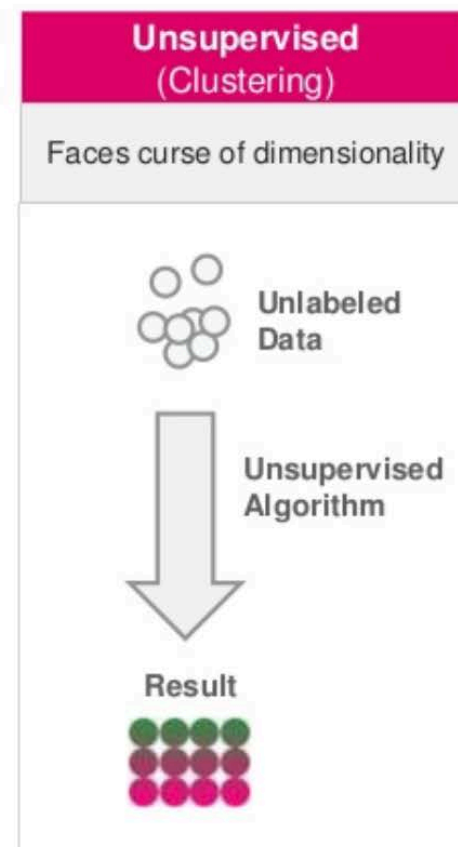 Unsupervised
(Clustering)
Faces curse of dimensionality
Unlabeled
Data
Unsupervised
Algorithm
Result